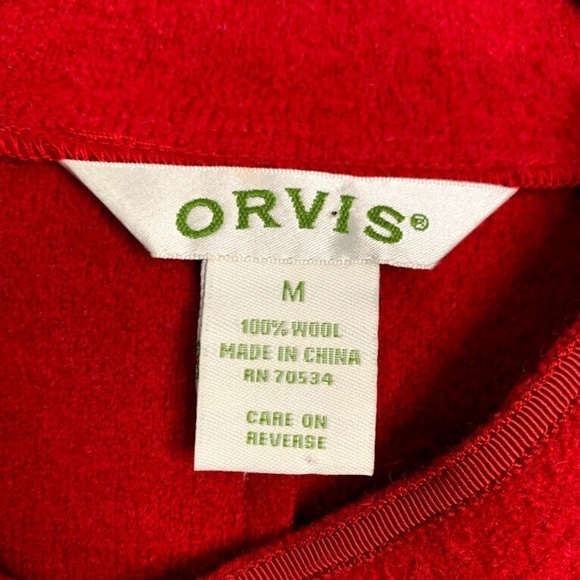 ORVIS®
M
100% WOOL
MADE IN CHINA
RN 70534
CARE ON
REVERSE